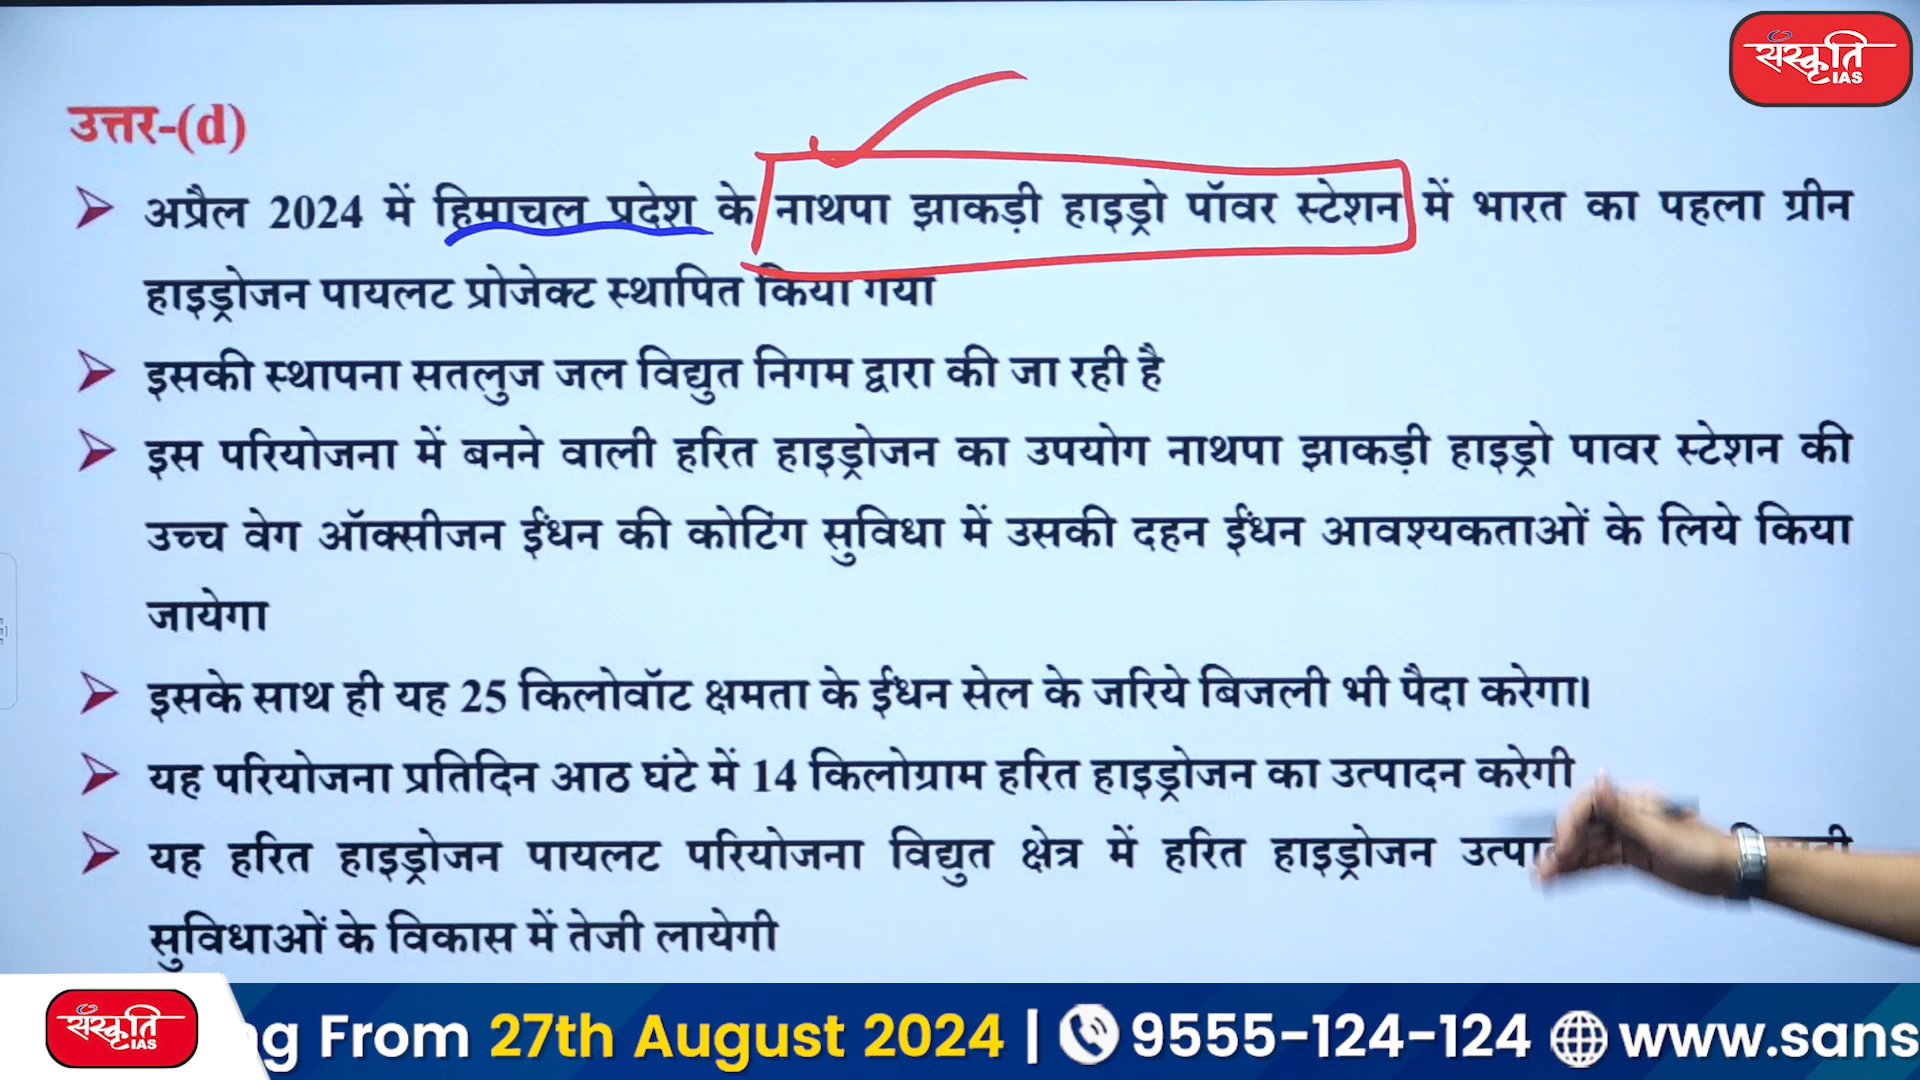 संस्कृति
IAS
उत्तर-(d)
अप्रैल 2024 में हिमाचल प्रदेश के नाथपा झाकड़ी हाइड्रो पॉवर स्टेशन में भारत का पहला ग्रीन
हाइड्रोजन पायलट प्रोजेक्ट स्थापित किया गया
इसकी स्थापना सतलुज जल विद्युत निगम द्वारा की जा रही है
इस परियोजना में बनने वाली हरित हाइड्रोजन का उपयोग नाथपा झाकड़ी हाइड्रो पावर स्टेशन की
उच्च वेग ऑक्सीजन ईंधन की कोटिंग सुविधा में उसकी दहन ईंधन आवश्यकताओं के लिये किया
जायेगा
इसके साथ ही यह 25 किलोवॉट क्षमता के ईंधन सेल के जरिये बिजली भी पैदा करेगा।
यह परियोजना प्रतिदिन आठ घंटे में 14 किलोग्राम हरित हाइड्रोजन का उत्पादन करेगी
यह हरित हाइड्रोजन पायलट परियोजना विद्युत क्षेत्र में हरित हाइड्रोजन
सुविधाओं के विकास में तेजी लायेगी
संस्कृति
IAS
ng From 27th August 2024 | 9555-124-124 www.sans